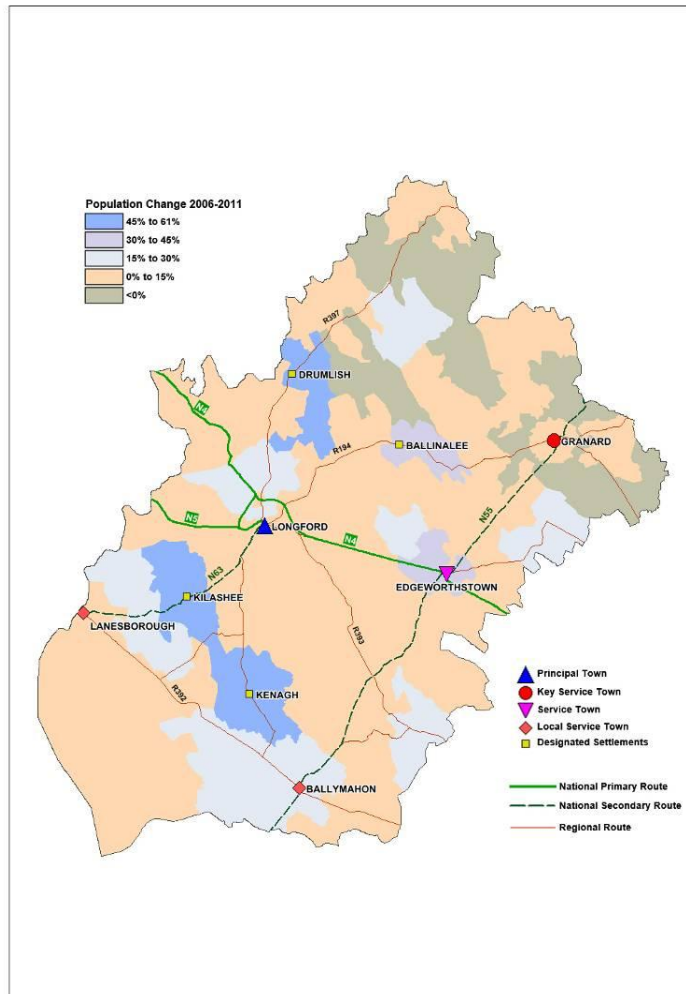 Population Change 2006-2011
45% to 61%
30% to 45%
15% to 30%
0% to 15%
<0%
R397
DRUMLISH
N4
R194
BALLINALEE
GRANARD
N5
LONGFORD
N55
N4
N63
EDGEWORTHSTOWN
KILASHEE
LANESBOROUGH
R393
R392
KENAGH
BALLYMAHON
Principal Town
Key Service Town
Service Town
Local Service Town
Designated Settlements
National Primary Route
National Secondary Route
Regional Route